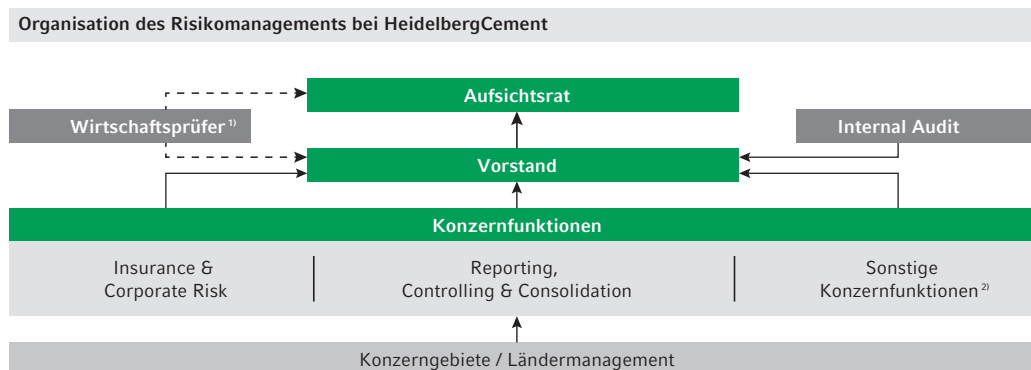 Organisation des Risikomanagements bei HeidelbergCement
Aufsichtsrat
Wirtschaftsprüfer 1)
Internal Audit
Vorstand
Konzernfunktionen
Insurance &
Corporate Risk
Reporting,
Controlling & Consolidation
Sonstige
Konzernfunktionen 2)
Konzerngebiete / Ländermanagement